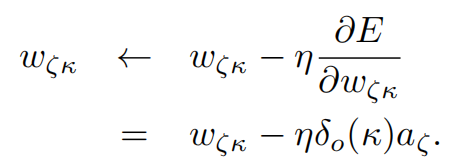 w_{ζκ} ← w_{ζκ} − η ∂E/∂w_{ζκ}
= w_{ζκ} − ηδ_o(κ)a_ζ.